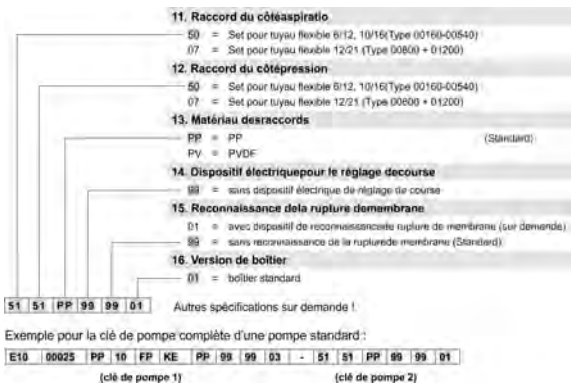 11. Raccord du côtéaspiratio
50 = Set pour tuyau flexible 6/12, 10/16(Type 00160-00540)
07 = Set pour tuyau flexible 12/21 (Type 00800 + 01200)
12. Raccord du côtépression
50 = Set pour tuyau flexible 6/12, 10/16(Type 00160-00540)
07 = Set pour tuyau flexible 12/21 (Type 00800 + 01200)
13. Matériau desraccords
PP = PP (Standard)
PV = PVDF
14. Dispositif électriquepour le réglage decourse
99 = sans dispositif électrique de réglage de course
15. Reconnaissance dela ruplure demembrane
01 = avec dispositif de reconnaissancede ruplure de membrane (sur demande)
99 = sans reconnaissance de la rupturede membrane (Standard)
16. Version de boîtier
01 = boîtier standard
51 51 PP 99 99 01 Autres spécifications sur demande !
Exemple pour la clé de pompe complète d'une pompe standard :
E10 00025 PP 10 FP KE PP 99 99 03 - 51 51 PP 99 99 01
(clé de pompe 1) (clé de pompe 2)